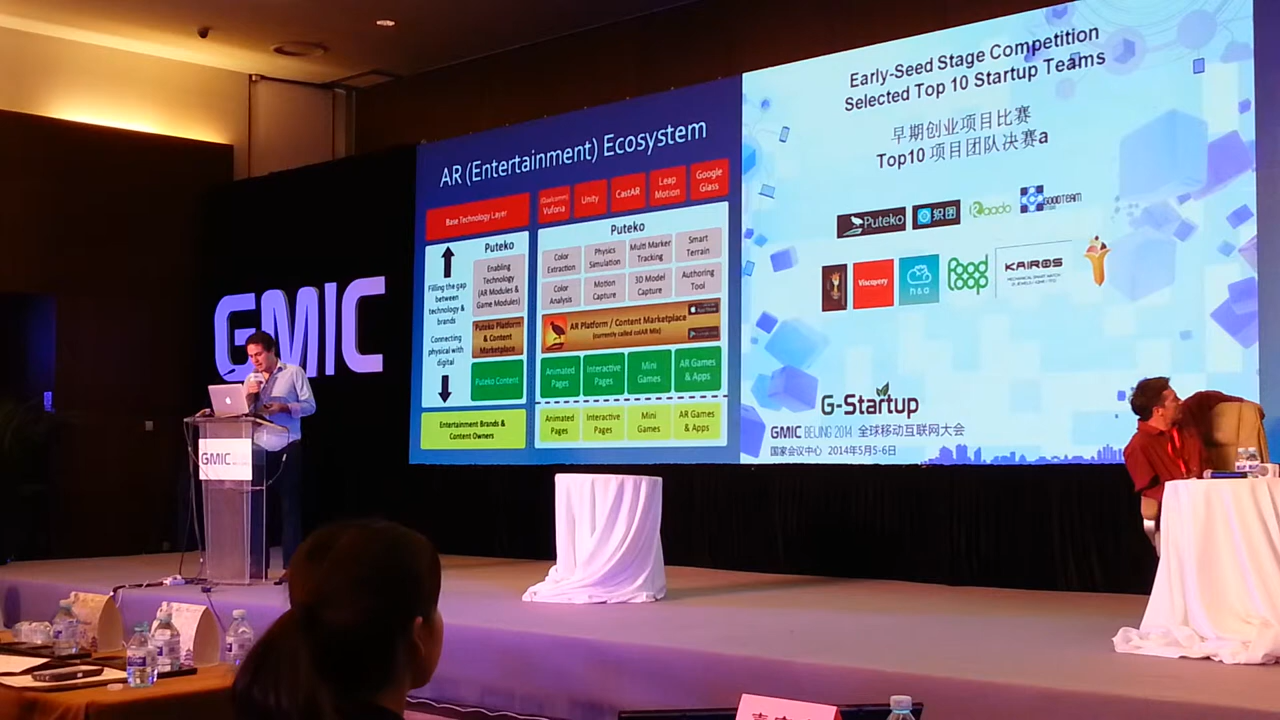 GMIC
GMIC
AR (Entertainment) Ecosystem
Base Technology Layer
(Qualcomm)
Vuforia
Unity
CastAR
Leap
Motion
Google
Glass
Filling the gap
between
technology &
brands
Connecting
physical with
digital
Puteko
Enabling
Technology
(AR Modules &
Game Modules)
Puteko Platform
& Content
Marketplace
Puteko Content
Puteko
Color
Extraction
Physics
Simulation
Multi Marker
Tracking
Smart
Terrain
Color
Analysis
Motion
Capture
3D Model
Capture
Authoring
Tool
AR Platform / Content Marketplace
(currently called colAR Mix)
Animated
Pages
Interactive
Pages
Mini
Games
AR Games
& Apps
Entertainment Brands &
Content Owners
Animated
Pages
Interactive
Pages
Mini
Games
AR Games
& Apps
Early-Seed Stage Competition
Selected Top 10 Startup Teams
早期创业项目比赛
Top10 项目团队决赛a
Puteko
织图
Raado
GOODTEAM
Viscovery
h&o
food
KAIROS
G-Startup
GMIC BEIJING 2014 全球移动互联网大会
国家会议中心 2014年5月5-6日